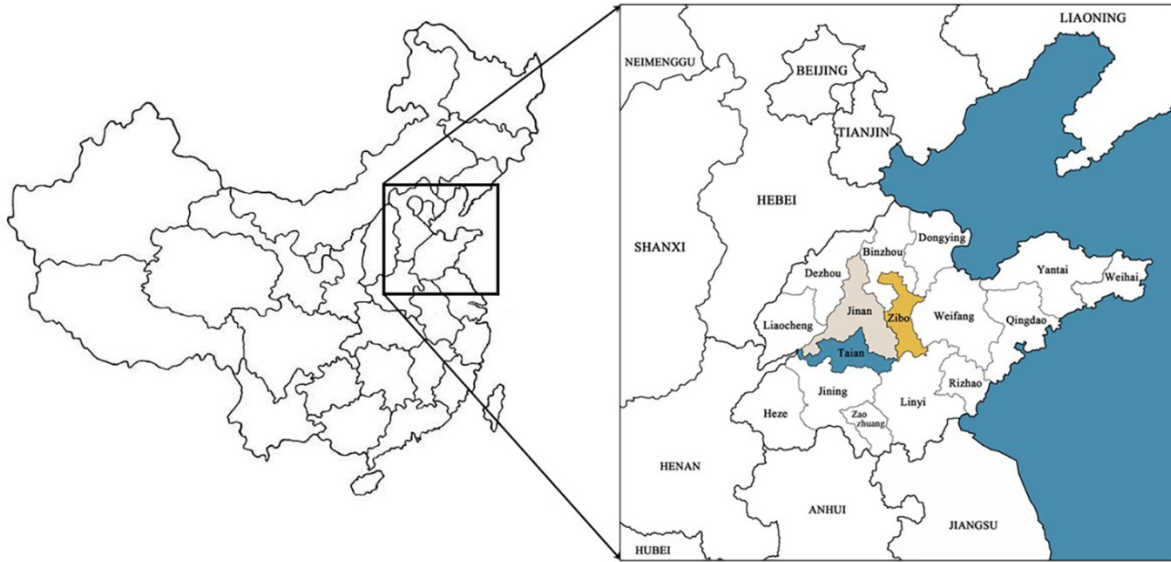 LIAONING
NEIMENGGU
BEIJING
TIANJIN
HEBEI
SHANXI
Dongying
Binzhou
Dezhou
Yantai
Weihai
Jinan
Zibo
Weifang
Qingdao
Liaocheng
Taian
Rizhao
Jining
Linyi
Heze
Zao
zhuang
HENAN
ANHUI
JIANGSU
HUBEI